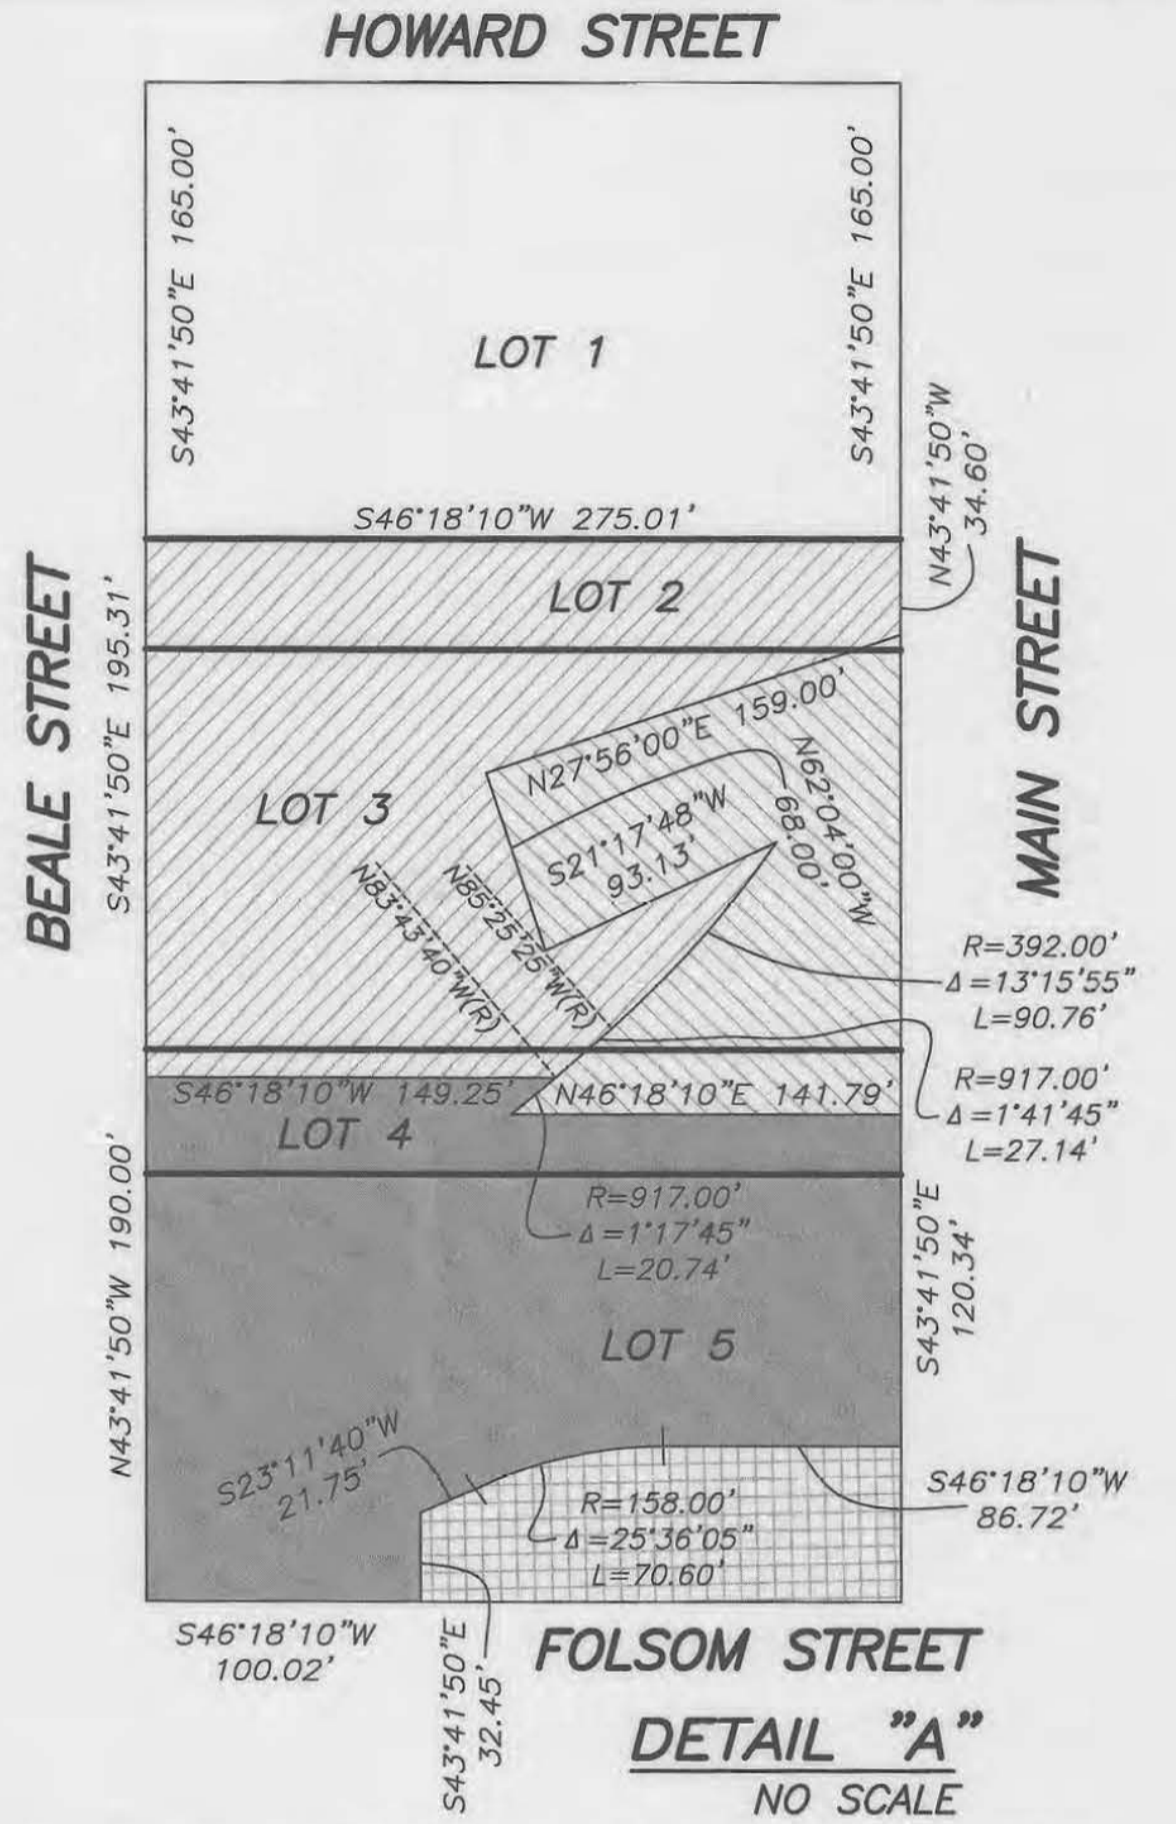 HOWARD STREET
S43°41'50"E 165.00'
S43°41'50"E 165.00'
LOT 1
S46°18'10"W 275.01'
N43°41'50"W
34.60'
LOT 2
BEALE STREET
S43°41'50"E 195.31'
MAIN STREET
N27°56'00"E 159.00'
N62°04'00"W
68.00'
S21°17'48"W
93.13'
LOT 3
N83°43'40"W(R)
N85°25'25"W(R)
R=392.00'
Δ=13°15'55"
L=90.76'
R=917.00'
Δ=1°41'45"
L=27.14'
S46°18'10"W 149.25'
N46°18'10"E 141.79'
LOT 4
N43°41'50"W 190.00'
R=917.00'
Δ=1°17'45"
L=20.74'
S43°41'50"E
120.34'
LOT 5
S23°11'40"W
21.75'
R=158.00'
Δ=25°36'05"
L=70.60'
S46°18'10"W
86.72'
S46°18'10"W
100.02'
S43°41'50"E
32.45'
FOLSOM STREET
DETAIL "A"
NO SCALE